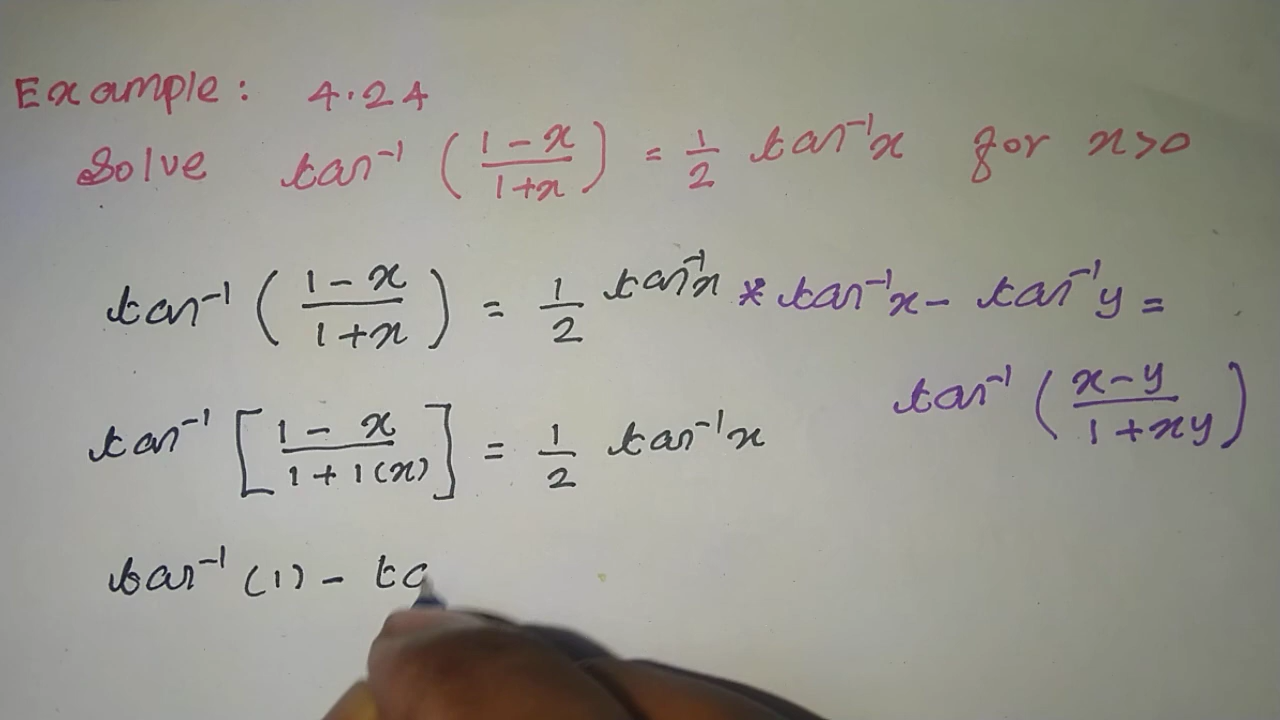 Example: 4.24
Solve tan⁻¹ ( (1-x)/(1+x) ) = 1/2 tan⁻¹x for x>0
tan⁻¹ ( (1-x)/(1+x) ) = 1/2 tan⁻¹x * tan⁻¹x - tan⁻¹y =
tan⁻¹ ( (x-y)/(1+xy) )
tan⁻¹ [ (1-x)/(1+1(x)) ] = 1/2 tan⁻¹x
tan⁻¹ (1) - ta